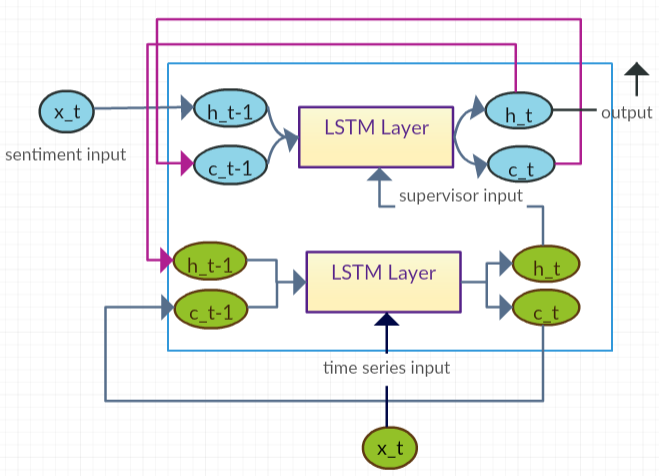 x_t
h_t-1
LSTM Layer
h_t
output
sentiment input
c_t-1
c_t
supervisor input
h_t-1
LSTM Layer
h_t
c_t-1
c_t
time series input
x_t